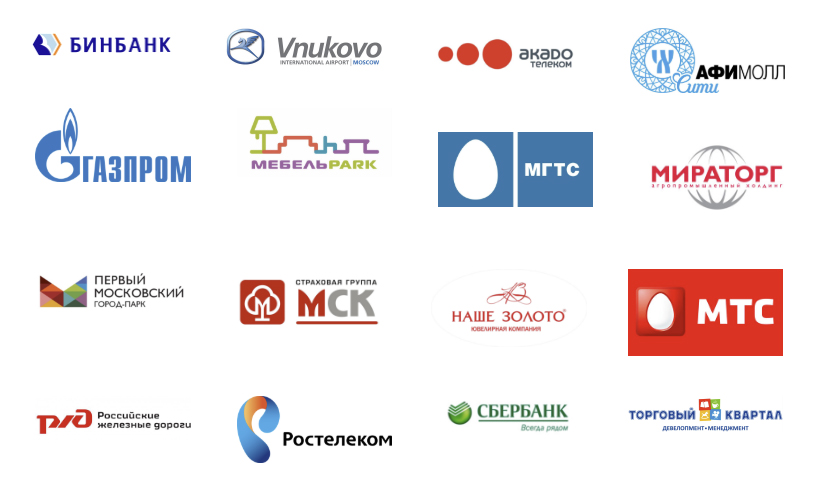 БИНБАНК
Vnukovo
INTERNATIONAL AIRPORT | MOSCOW
акадо
телеком
АФИМОЛЛ
Сити
ГАЗПРОМ
МЕБЕЛЬPARK
МГТС
МИРАТОРГ
агропромышленный холдинг
ПЕРВЫЙ
МОСКОВСКИЙ
ГОРОД-ПАРК
СТРАХОВАЯ ГРУППА
МСК
НАШЕ ЗОЛОТО®
ЮВЕЛИРНАЯ КОМПАНИЯ
МТС
ржд
Российские
железные дороги
Ростелеком
СБЕРБАНК
Всегда рядом
ТОРГОВЫЙ КВАРТАЛ
ДЕВЕЛОПМЕНТ•МЕНЕДЖМЕНТ